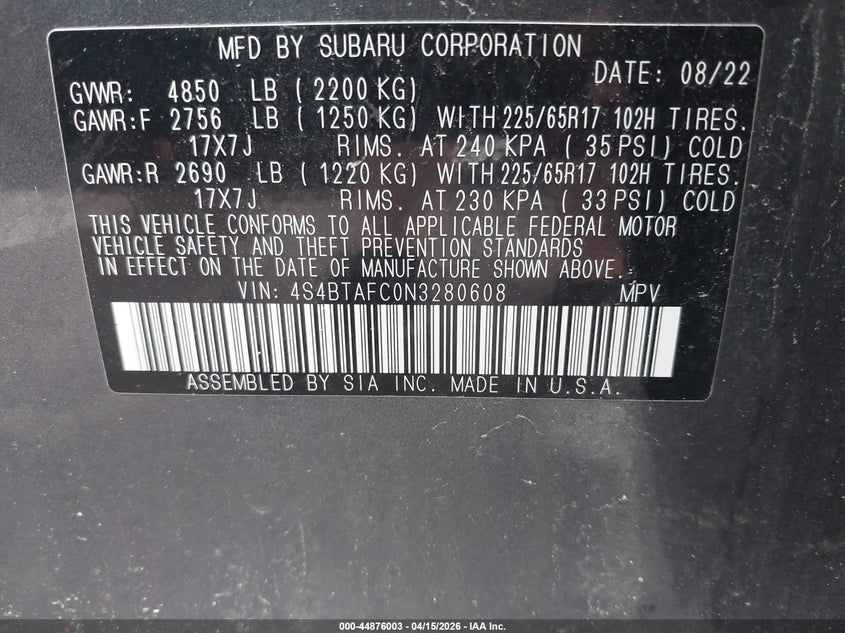 MFD BY SUBARU CORPORATION
DATE: 08/22
GVWR: 4850 LB ( 2200 KG)
GAWR:F 2756 LB ( 1250 KG) WITH 225/65R17 102H TIRES.
17X7J RIMS. AT 240 KPA ( 35 PSI) COLD
GAWR:R 2690 LB ( 1220 KG) WITH 225/65R17 102H TIRES.
17X7J RIMS. AT 230 KPA ( 33 PSI) COLD
THIS VEHICLE CONFORMS TO ALL APPLICABLE FEDERAL MOTOR
VEHICLE SAFETY AND THEFT PREVENTION STANDARDS
IN EFFECT ON THE DATE OF MANUFACTURE SHOWN ABOVE.
VIN: 4S4BTAFC0N3280608 MPV
ASSEMBLED BY SIA INC. MADE IN U.S.A.
000-44876003 - 04/15/2026 - IAA Inc.